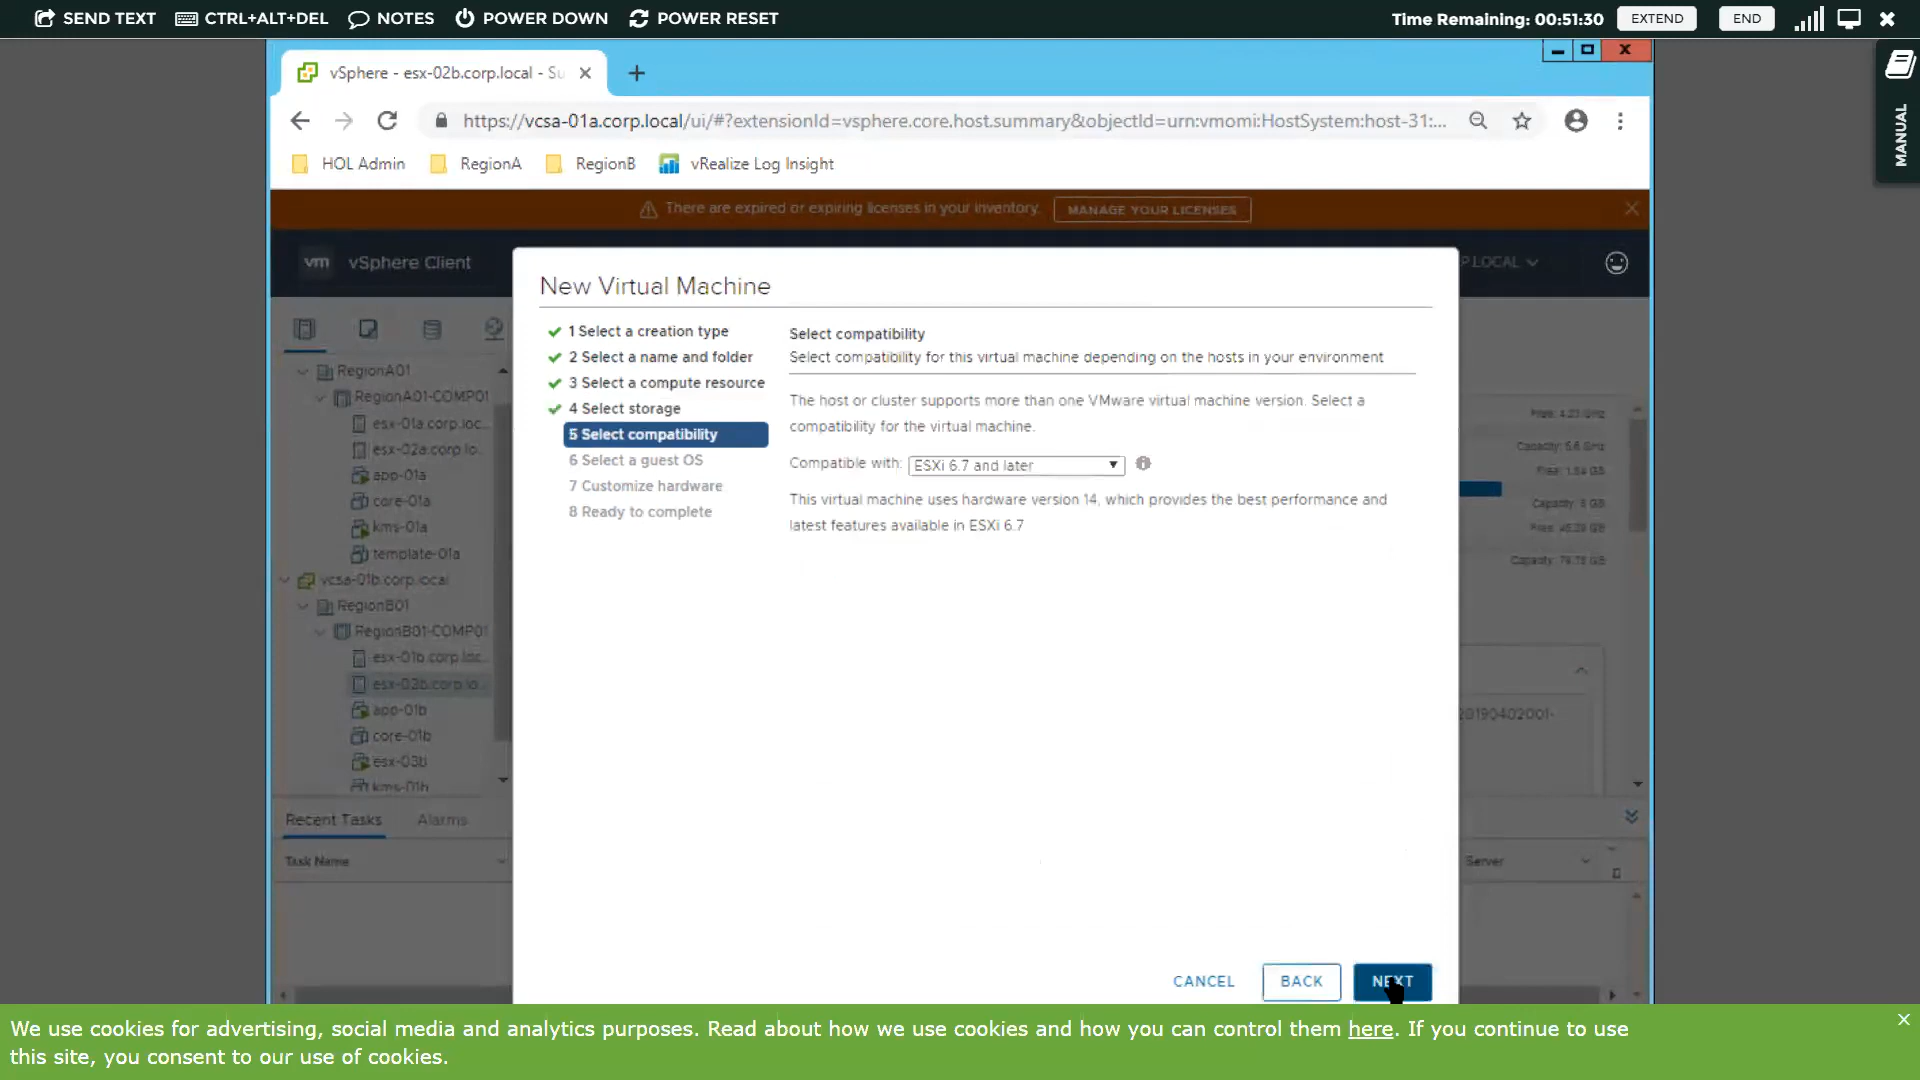 SEND TEXT CTRL+ALT+DEL NOTES POWER DOWN POWER RESET Time Remaining: 00:51:30 EXTEND END
MANUAL
vSphere - esx-02b.corp.local - Su
https://vcsa-01a.corp.local/ui/#?extensionId=vsphere.core.host.summary&objectId=urn:vmomi:HostSystem:host-31:...
HOL Admin RegionA RegionB vRealize Log Insight
There are expired or expiring licenses in your inventory. MANAGE YOUR LICENSES
vm vSphere Client
P.LOCAL
New Virtual Machine
1 Select a creation type
2 Select a name and folder
3 Select a compute resource
4 Select storage
5 Select compatibility
6 Select a guest OS
7 Customize hardware
8 Ready to complete
Select compatibility
Select compatibility for this virtual machine depending on the hosts in your environment
The host or cluster supports more than one VMware virtual machine version. Select a
compatibility for the virtual machine.
Compatible with: ESXi 6.7 and later
This virtual machine uses hardware version 14, which provides the best performance and
latest features available in ESXi 6.7
CANCEL BACK NEXT
RegionA01
RegionA01-COMP01
esx-01a.corp.loc...
esx-02a.corp.lo...
app-01a
core-01a
kms-01a
template-01a
vcsa-01b.corp.local
RegionB01
RegionB01-COMP01
esx-01b.corp.loc...
esx-02b.corp.lo...
app-01b
core-01b
esx-03b
kms-01b
Capacity: 5.6 GHz
Capacity: 8 GB
20190402001-
Recent Tasks Alarms
Task Name
Server
We use cookies for advertising, social media and analytics purposes. Read about how we use cookies and how you can control them here. If you continue to use
this site, you consent to our use of cookies.